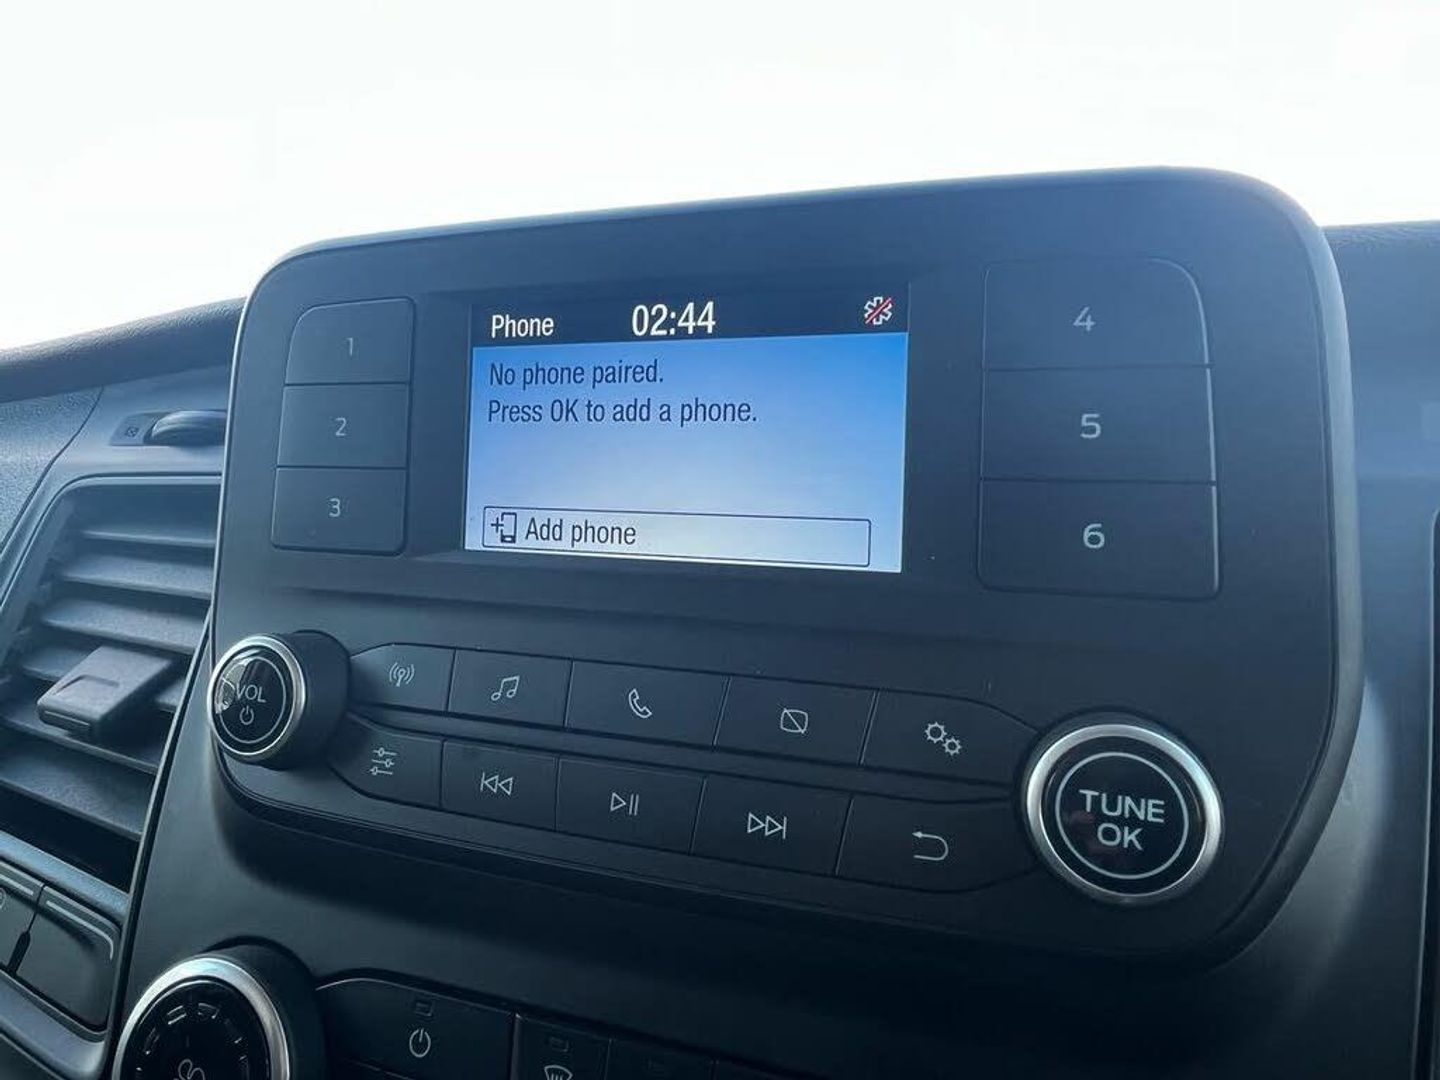 Phone 02:44
No phone paired.
Press OK to add a phone.
Add phone
1
2
3
4
5
6
VOL
TUNE
OK